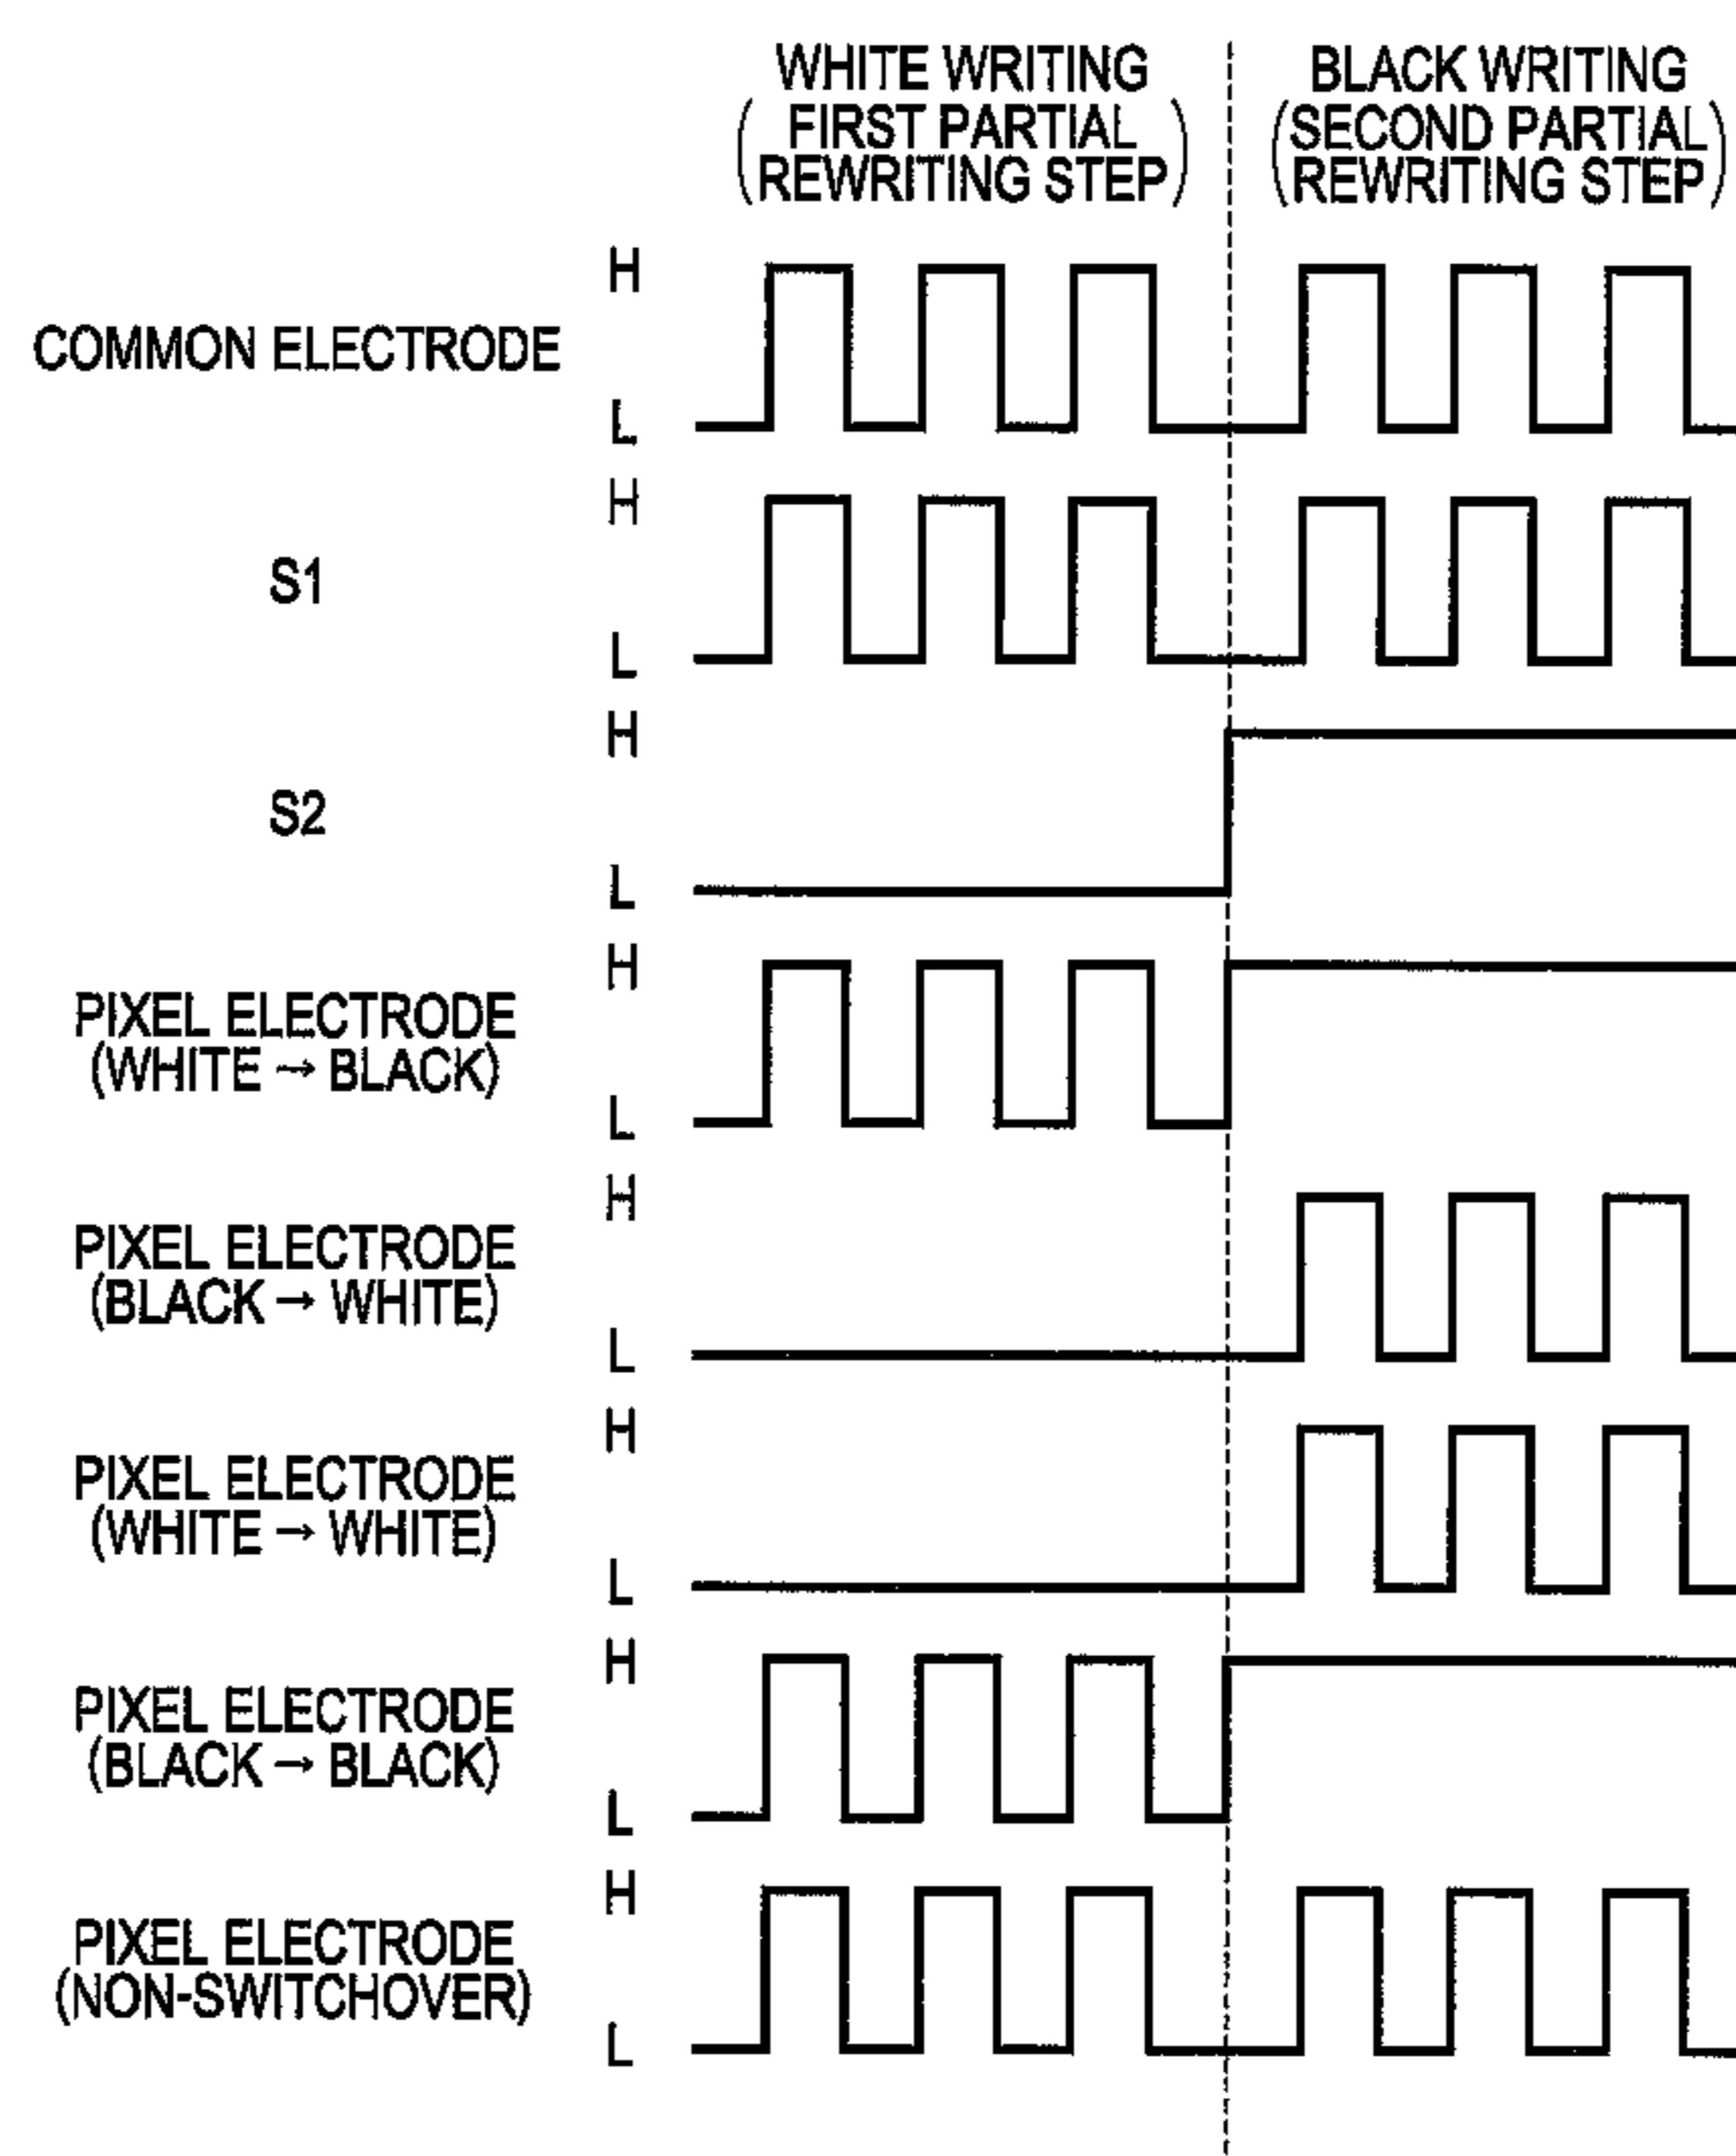 WHITE WRITING
(FIRST PARTIAL
REWRITING STEP)
BLACK WRITING
(SECOND PARTIAL
REWRITING STEP)
H
COMMON ELECTRODE
L
H
S1
L
H
S2
L
H
PIXEL ELECTRODE
(WHITE → BLACK)
L
H
PIXEL ELECTRODE
(BLACK → WHITE)
L
H
PIXEL ELECTRODE
(WHITE → WHITE)
L
H
PIXEL ELECTRODE
(BLACK → BLACK)
L
H
PIXEL ELECTRODE
(NON-SWITCHOVER)
L